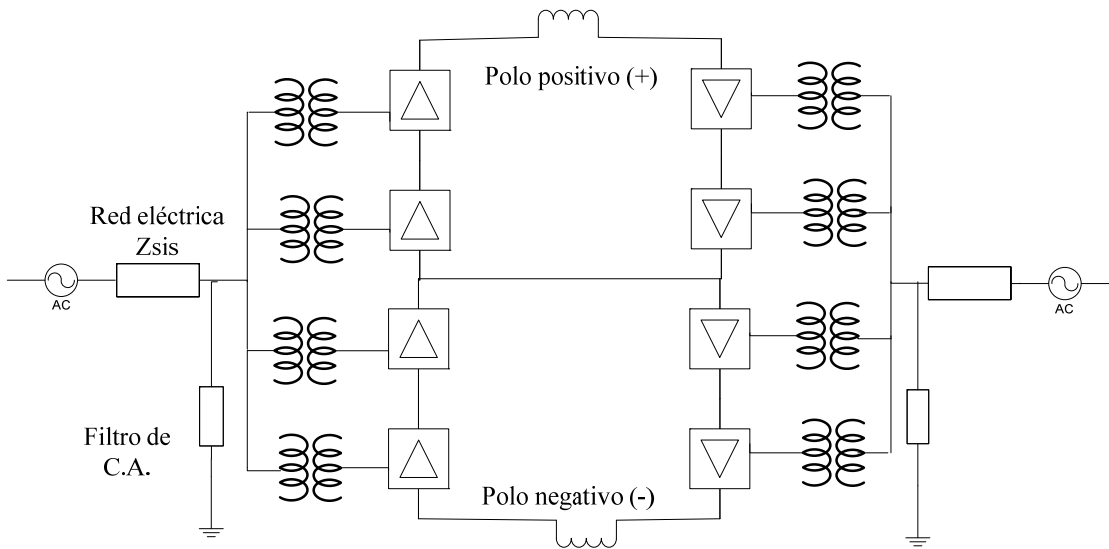 Polo positivo (+)
Red eléctrica
Zsis
AC
AC
Filtro de
C.A.
Polo negativo (-)